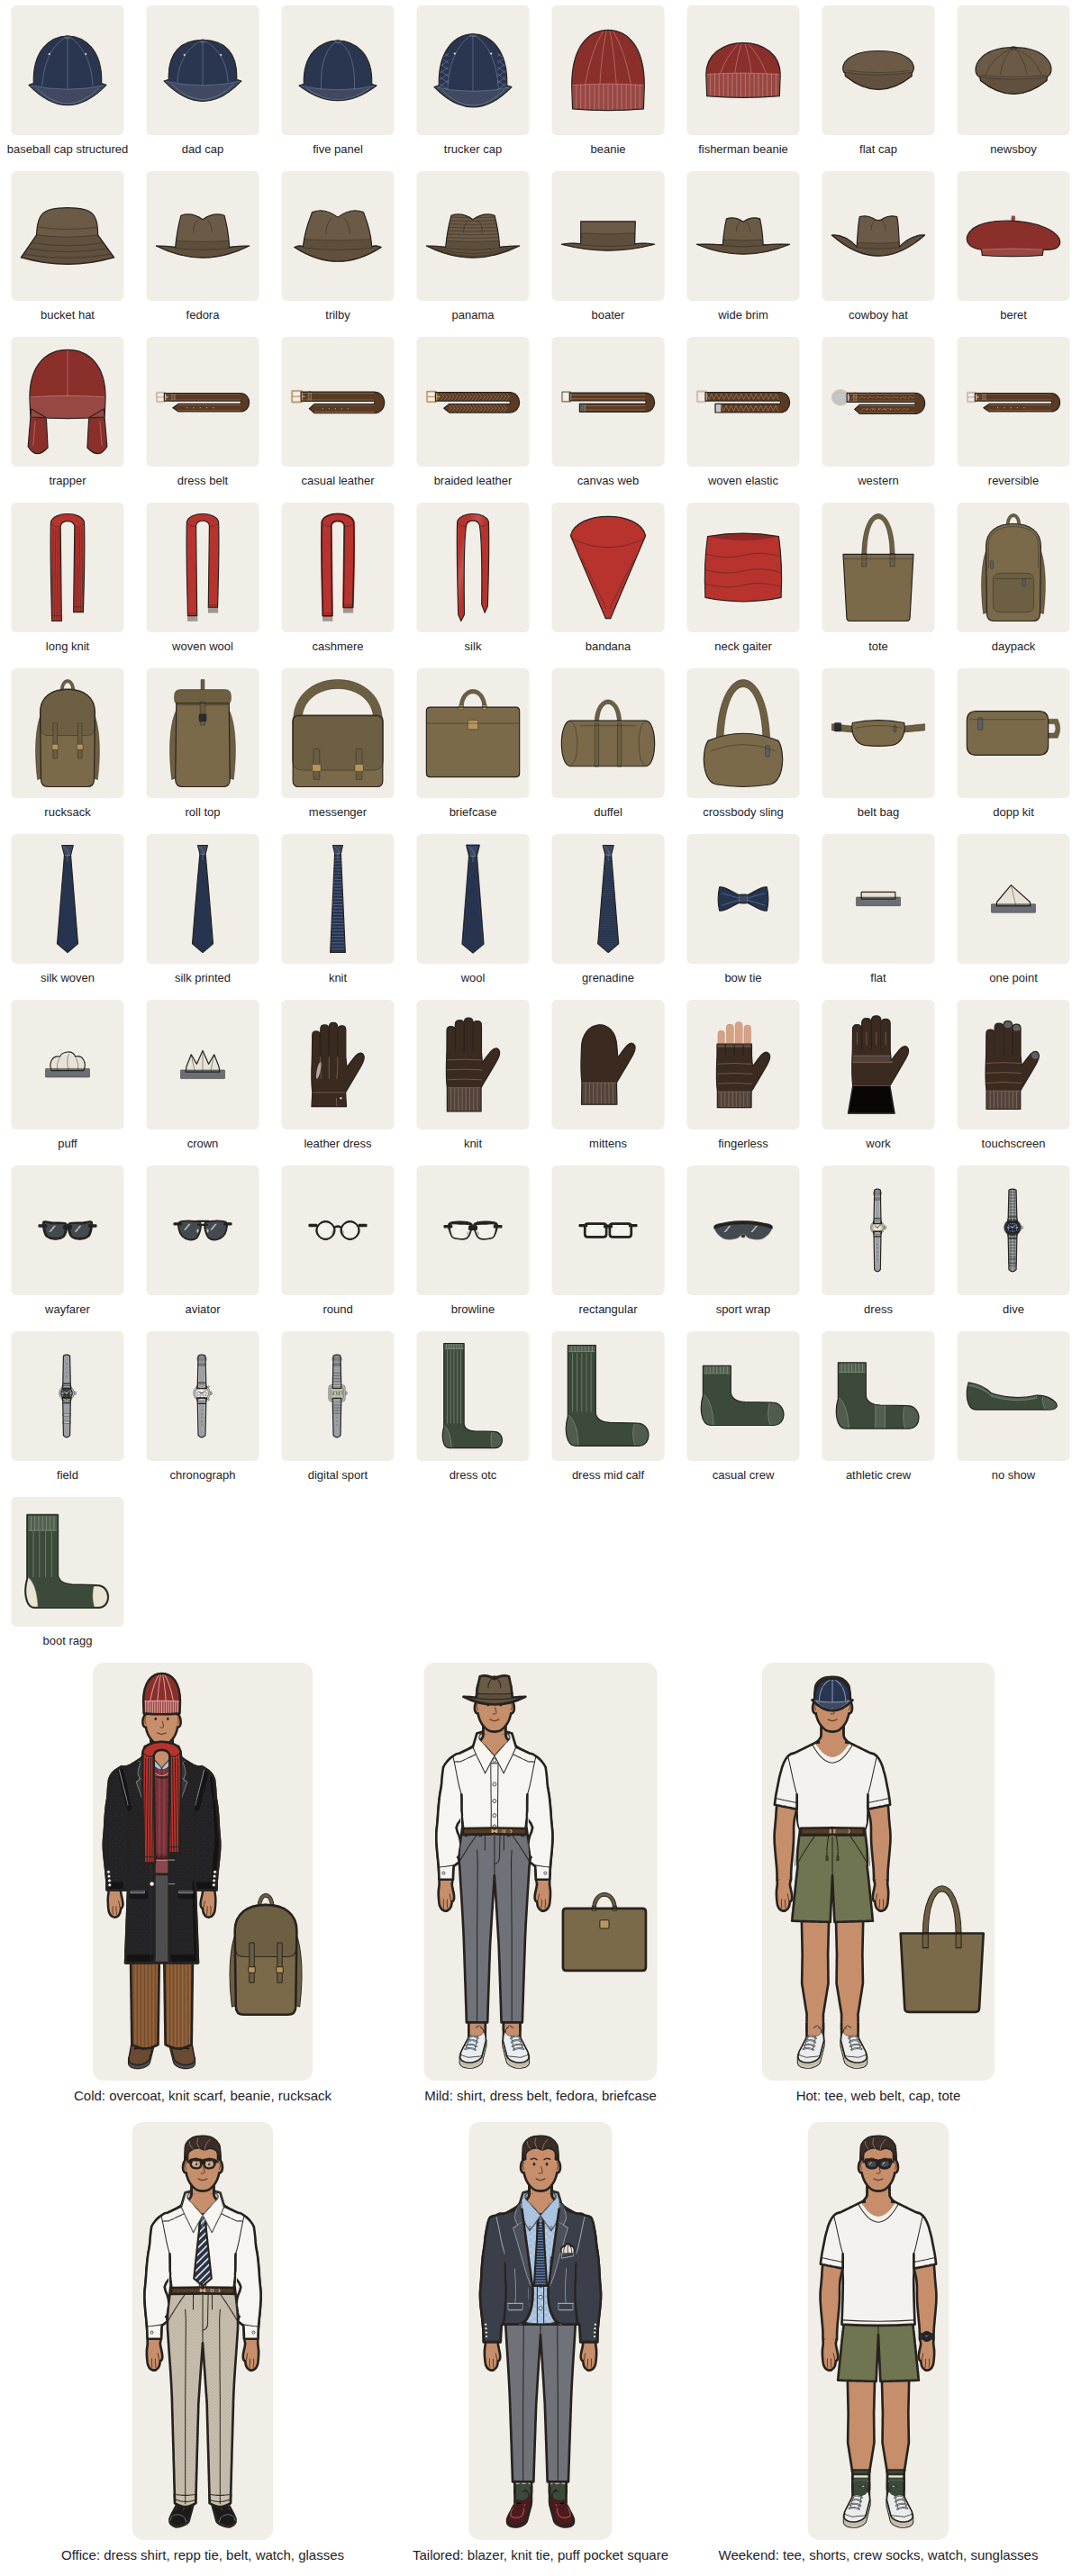 baseball cap structured
dad cap
five panel
trucker cap
beanie
fisherman beanie
flat cap
newsboy
bucket hat
fedora
trilby
panama
boater
wide brim
cowboy hat
beret
trapper
dress belt
casual leather
braided leather
canvas web
woven elastic
western
reversible
long knit
woven wool
cashmere
silk
bandana
neck gaiter
tote
daypack
rucksack
roll top
messenger
briefcase
duffel
crossbody sling
belt bag
dopp kit
silk woven
silk printed
knit
wool
grenadine
bow tie
flat
one point
puff
crown
leather dress
knit
mittens
fingerless
work
touchscreen
wayfarer
aviator
round
browline
rectangular
sport wrap
dress
dive
field
chronograph
digital sport
dress otc
dress mid calf
casual crew
athletic crew
no show
boot ragg
Cold: overcoat, knit scarf, beanie, rucksack
Mild: shirt, dress belt, fedora, briefcase
Hot: tee, web belt, cap, tote
Office: dress shirt, repp tie, belt, watch, glasses
Tailored: blazer, knit tie, puff pocket square
Weekend: tee, shorts, crew socks, watch, sunglasses